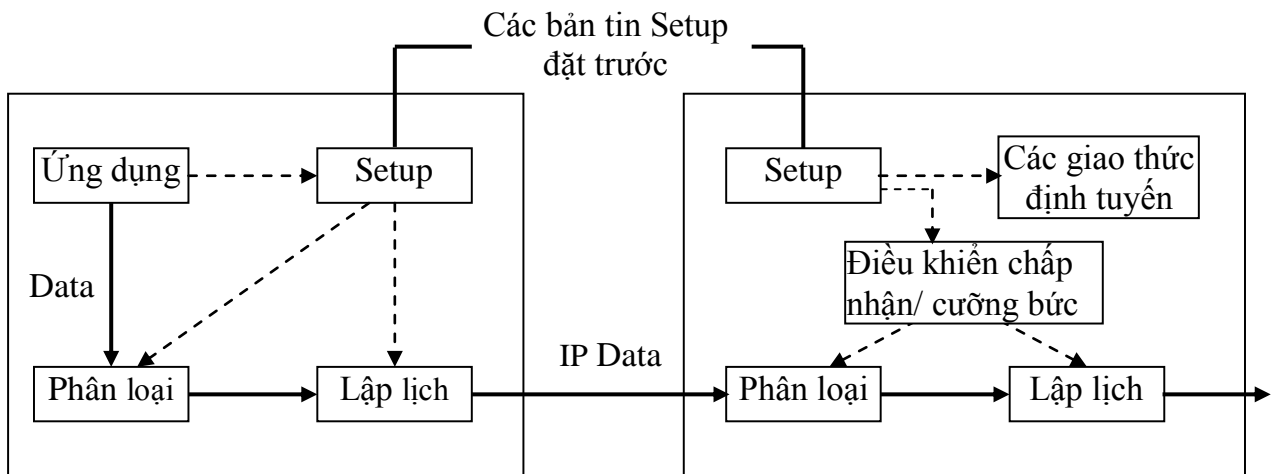 Các bản tin Setup
đặt trước
Ứng dụng
Setup
Setup
Các giao thức
định tuyến
Data
Điều khiển chấp
nhận/ cưỡng bức
IP Data
Phân loại
Lập lịch
Phân loại
Lập lịch